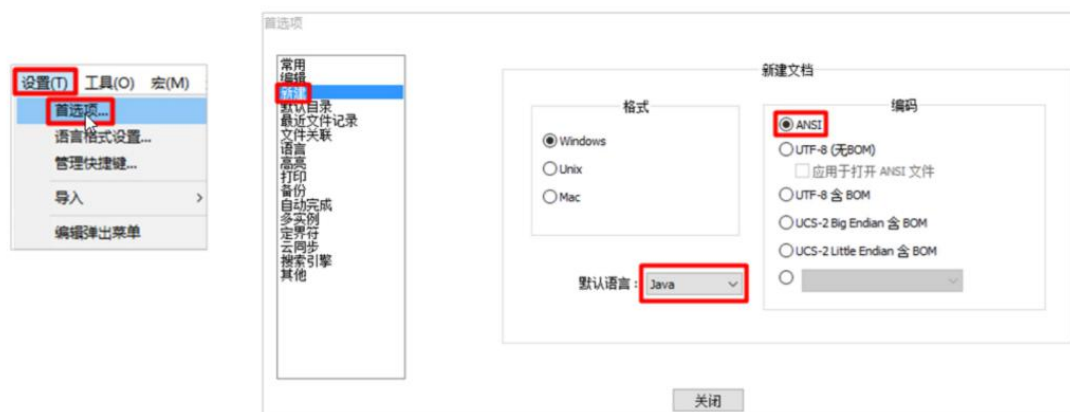 设置(T) 工具(O) 宏(M)
首选项...
语言格式设置...
管理快捷键...
导入
编辑弹出菜单
首选项
常用
编辑
新建
默认目录
最近文件记录
文件关联
语言
高亮
打印
备份
自动完成
多实例
定界符
云同步
搜索引擎
其他
新建文档
格式
Windows
Unix
Mac
默认语言： Java
编码
ANSI
UTF-8 (无BOM)
应用于打开 ANSI 文件
UTF-8 含 BOM
UCS-2 Big Endian 含 BOM
UCS-2 Little Endian 含 BOM
关闭